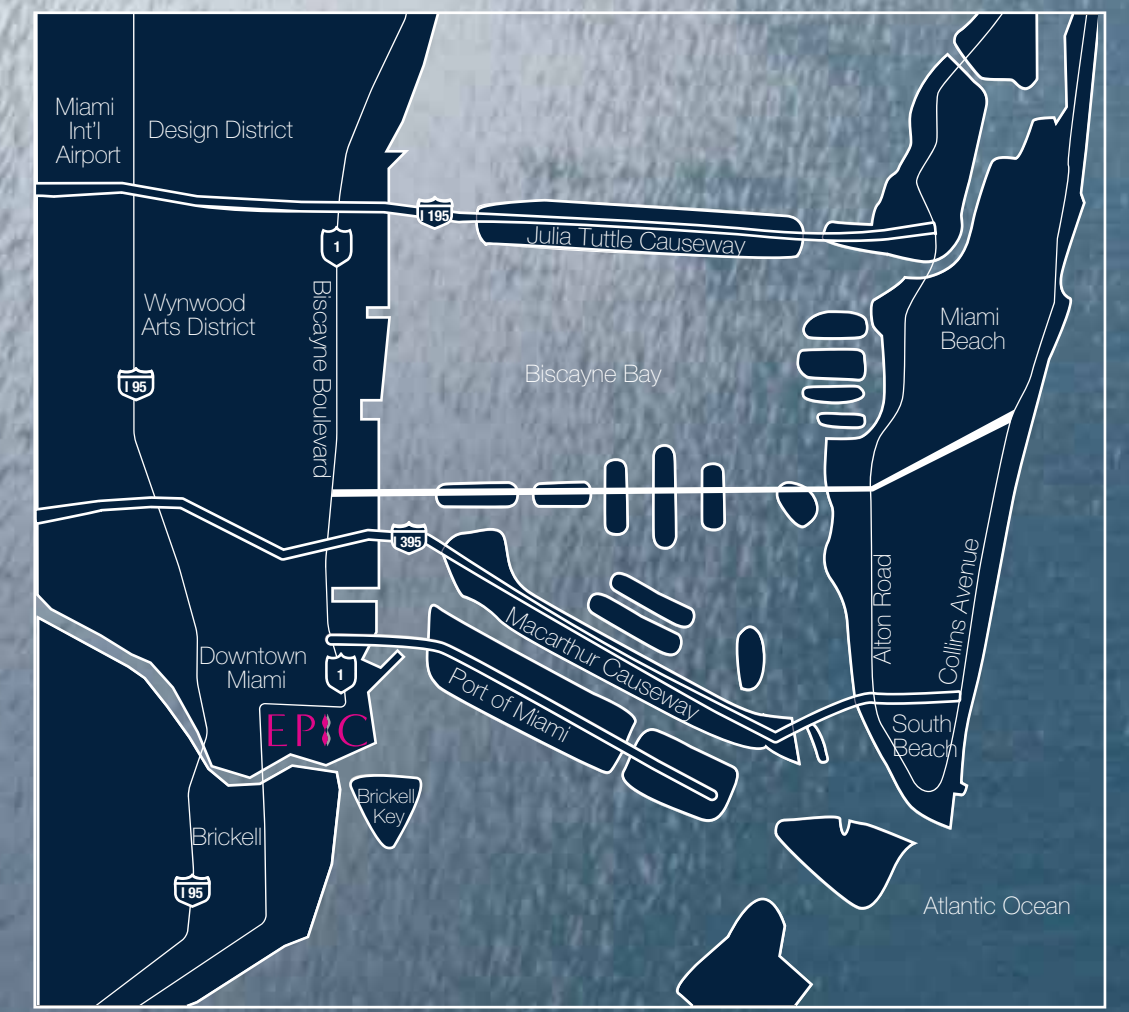 Miami
Int'l
Airport
Design District
I 195
Julia Tuttle Causeway
1
Wynwood
Arts District
Biscayne Boulevard
Miami
Beach
I 95
Biscayne Bay
I 395
Alton Road
Collins Avenue
Macarthur Causeway
Downtown
Miami
1
Port of Miami
EPIC
South
Beach
Brickell
Key
Brickell
I 95
Atlantic Ocean